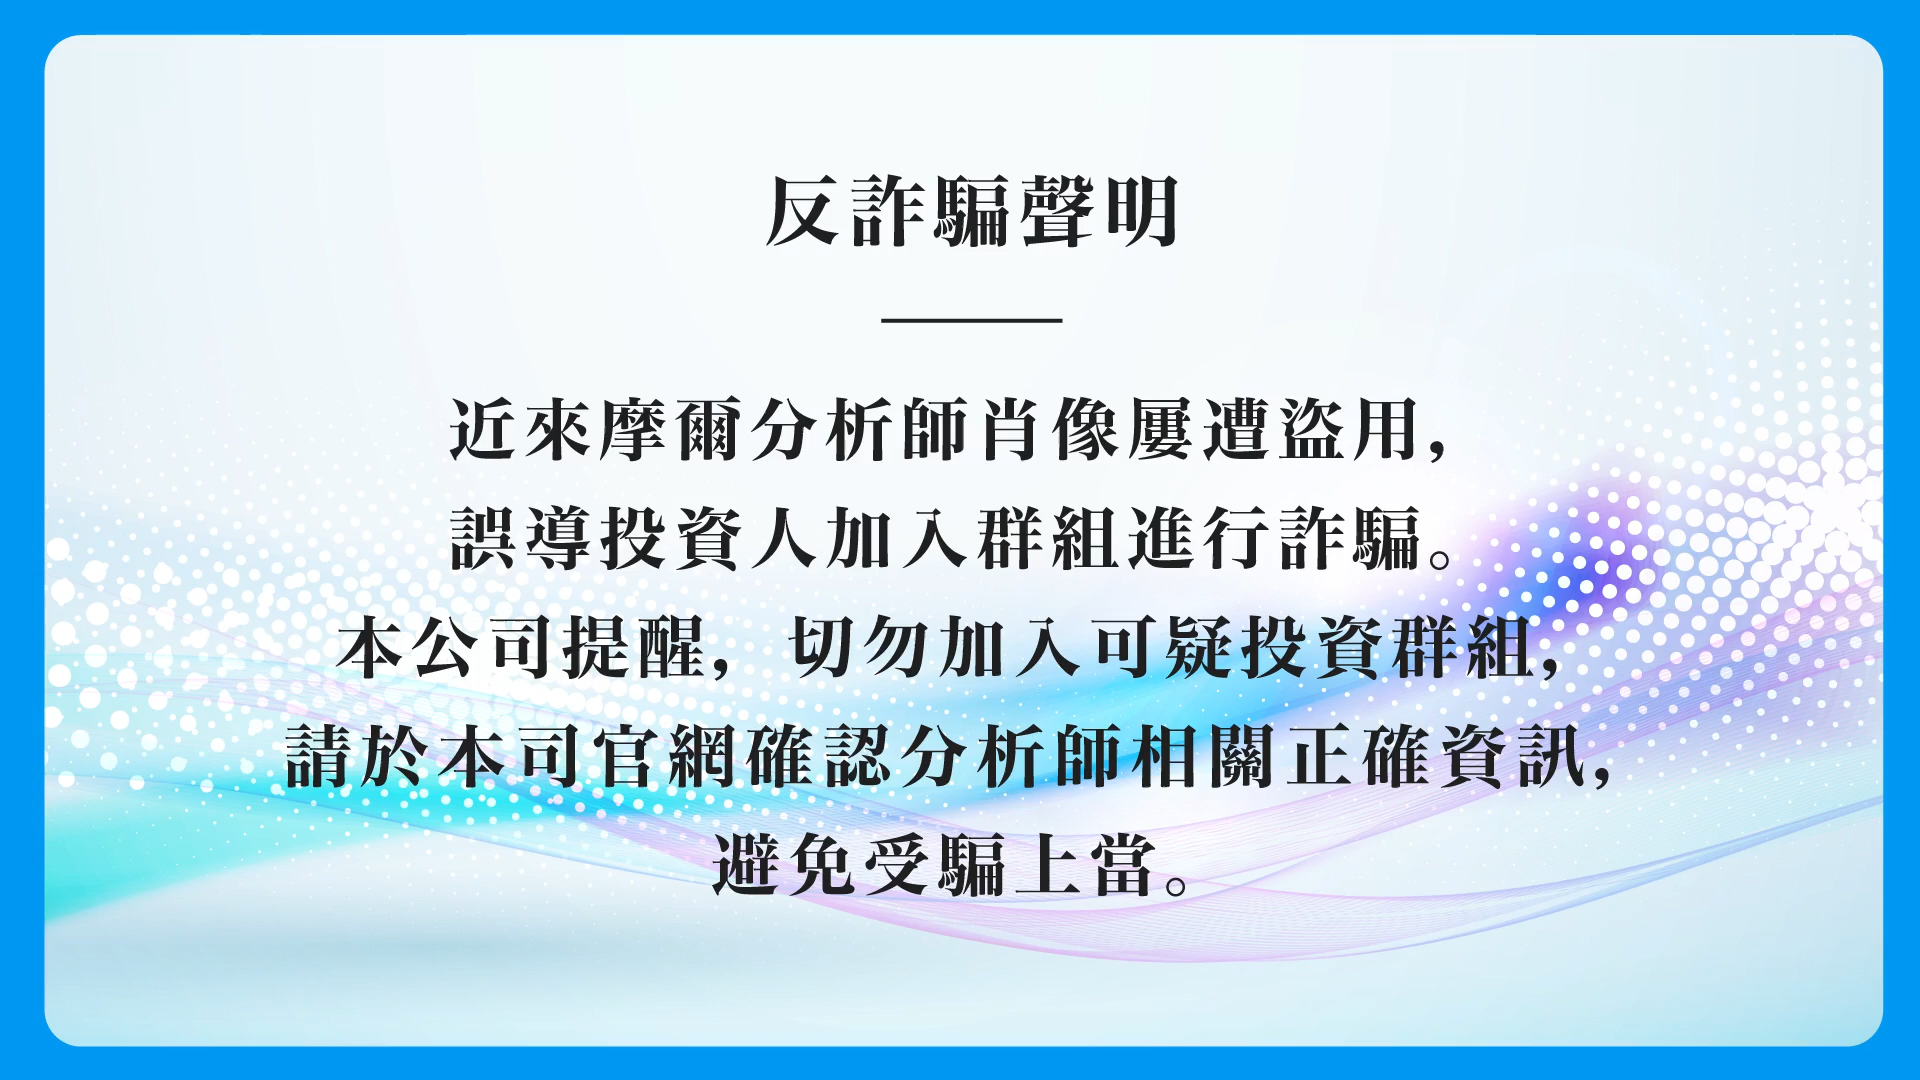 反詐騙聲明
近來摩爾分析師肖像屢遭盜用，
誤導投資人加入群組進行詐騙。
本公司提醒，切勿加入可疑投資群組，
請於本司官網確認分析師相關正確資訊，
避免受騙上當。